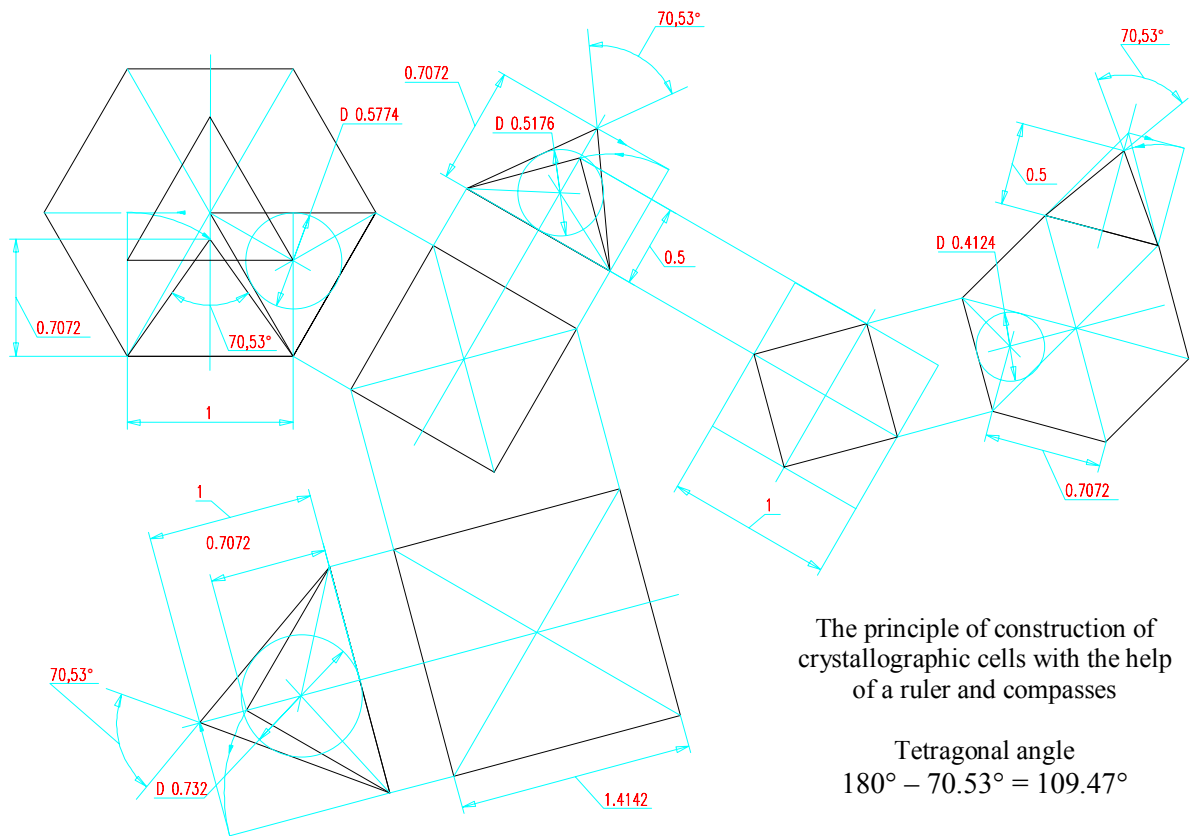 70,53°
70,53°
0.7072
D 0.5774
D 0.5176
0.5
D 0.4124
0.5
0.7072
70,53°
1
0.7072
1
1
0.7072
70,53°
D 0.732
1.4142
The principle of construction of
crystallographic cells with the help
of a ruler and compasses
Tetragonal angle
180° – 70.53° = 109.47°